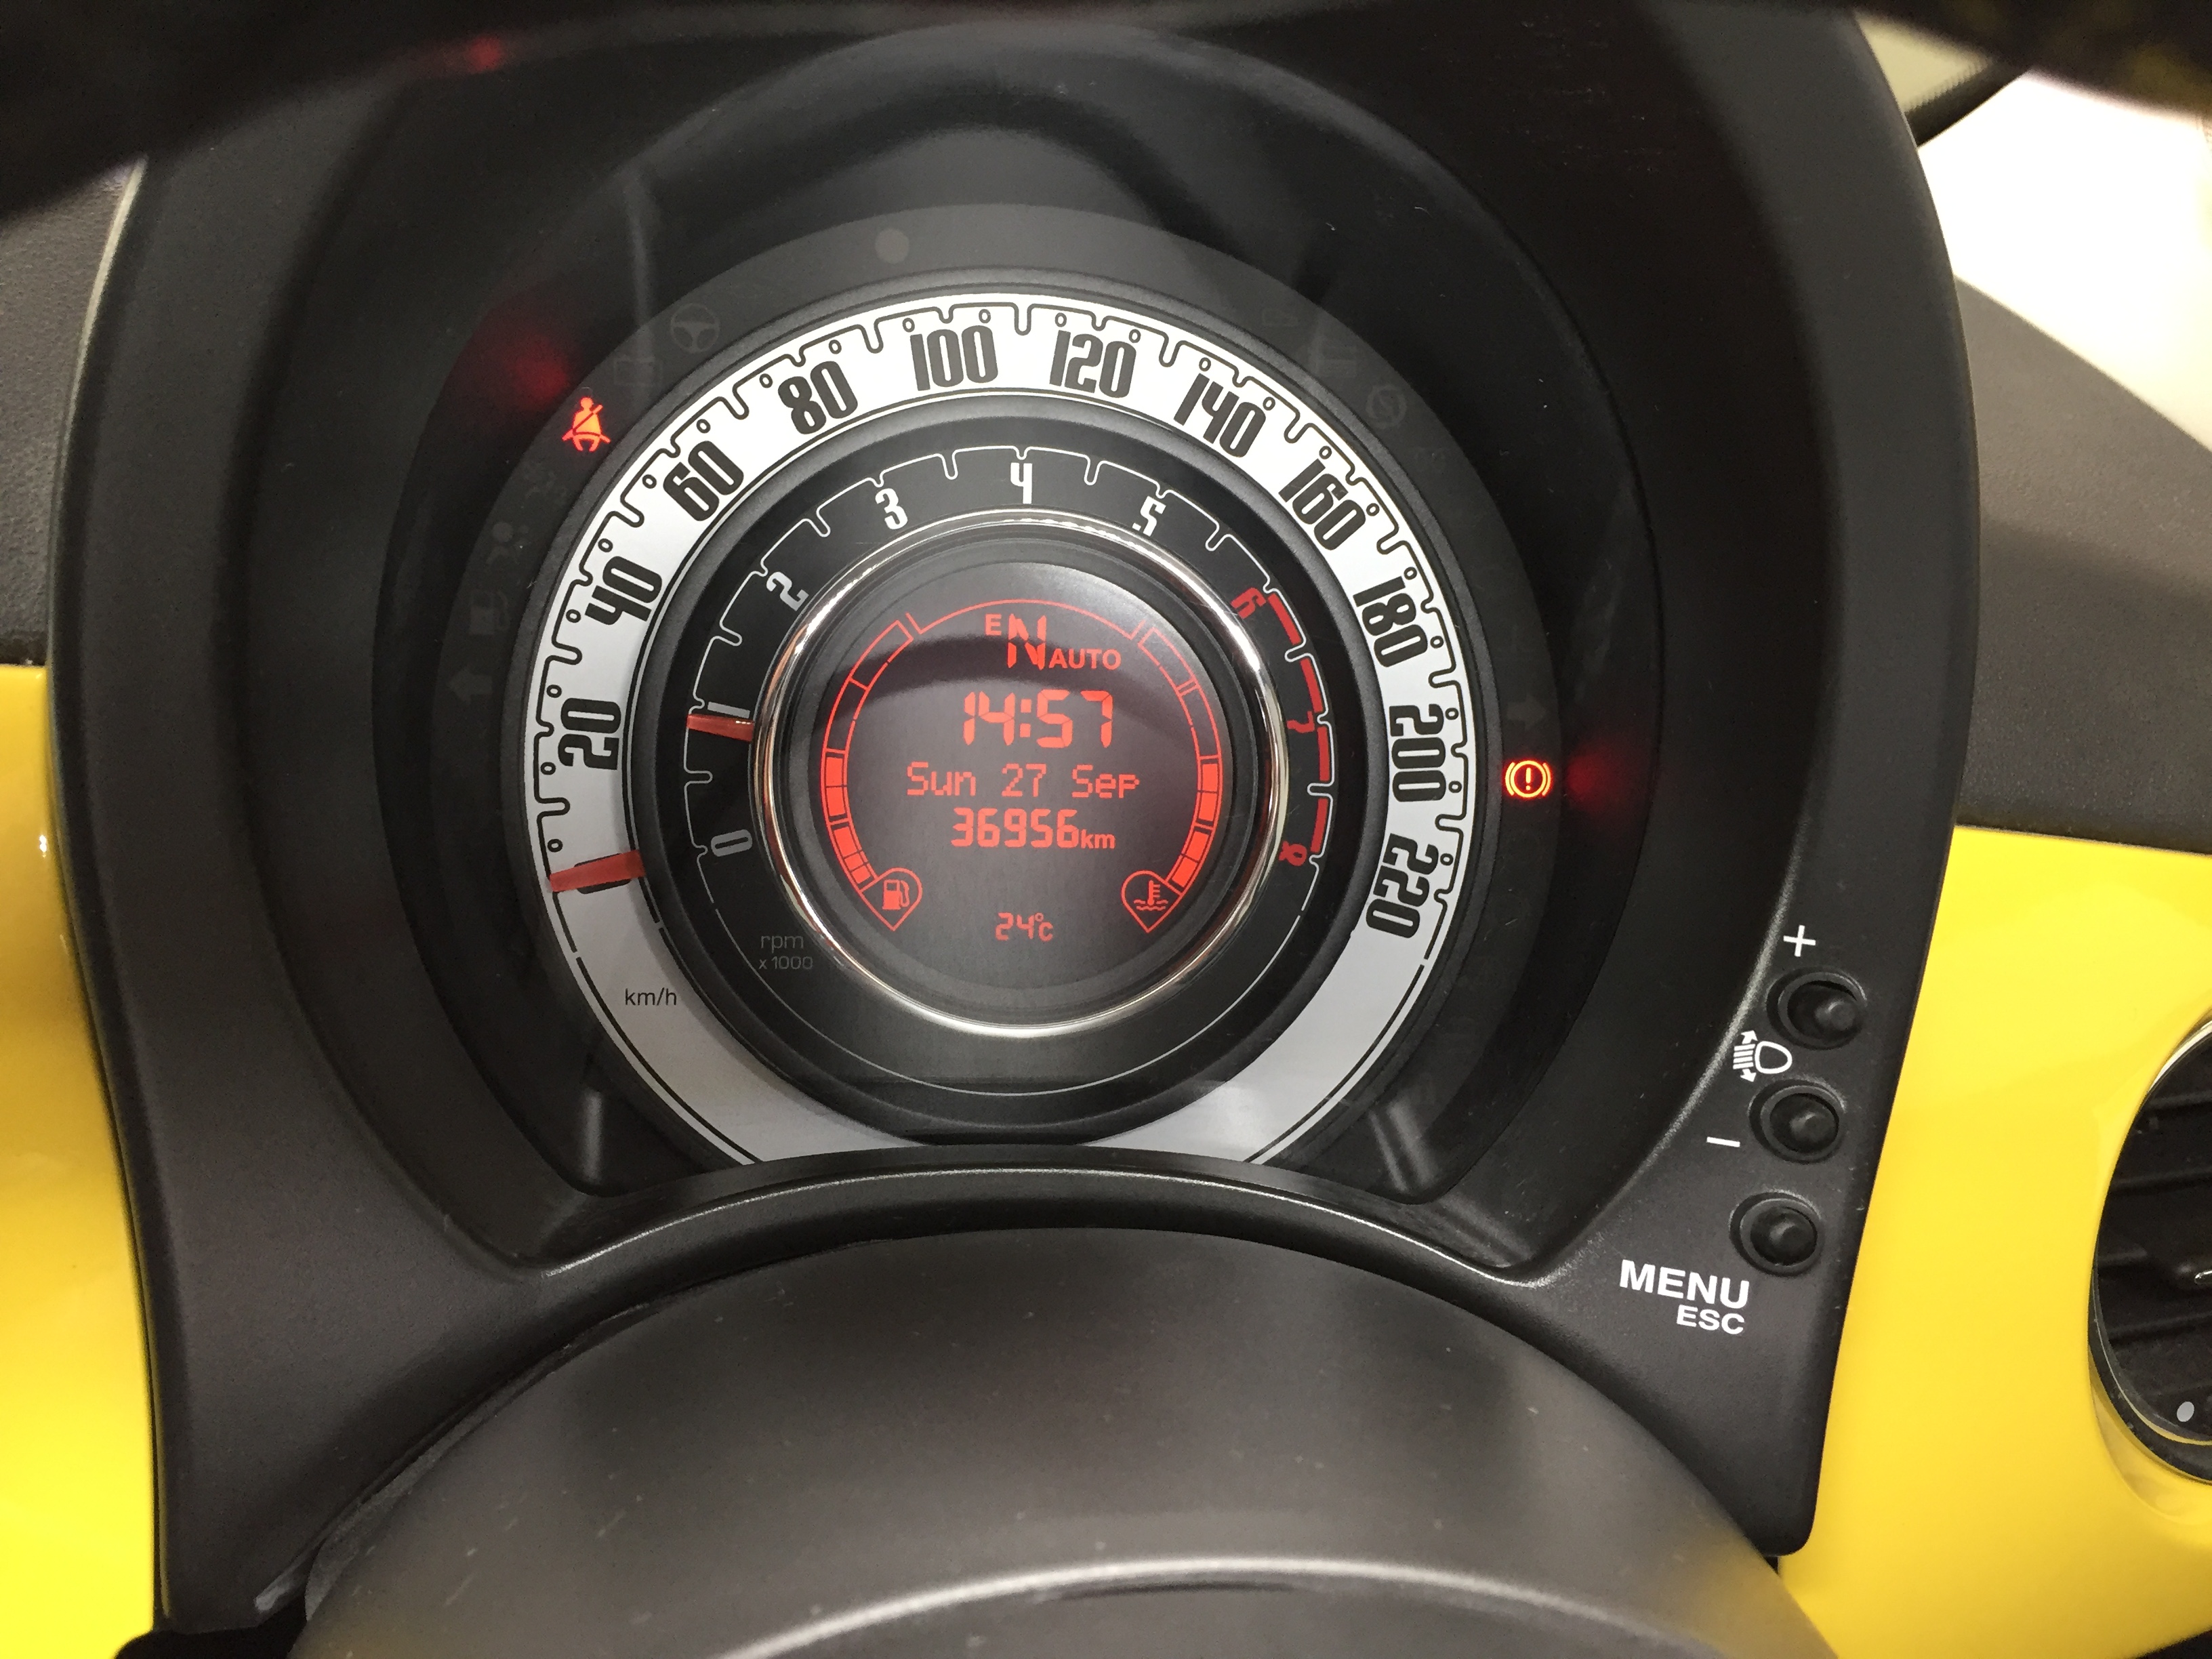 20 40 60 80 100 120 140 160 180 200 220
km/h
0 1 2 3 4 5 6 7 8
rpm
x 1000
E N AUTO
14:57
Sun 27 Sep
36956km
24°C
+
−
MENU
ESC